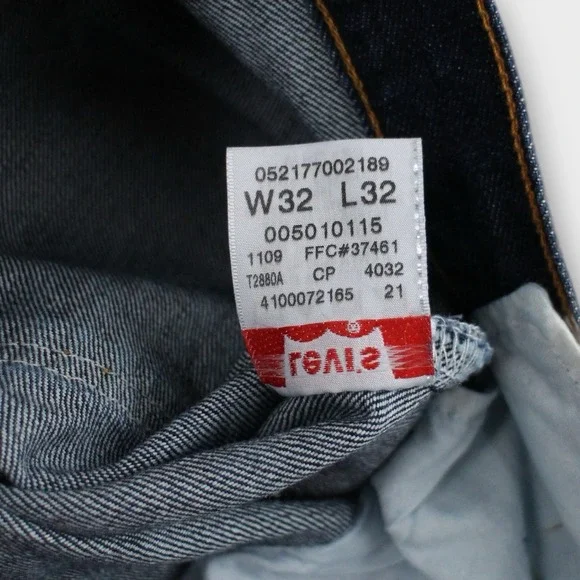 052177002189
W32 L32
005010115
1109 FFC#37461
T2880A CP 4032
4100072165 21
Levi's ®